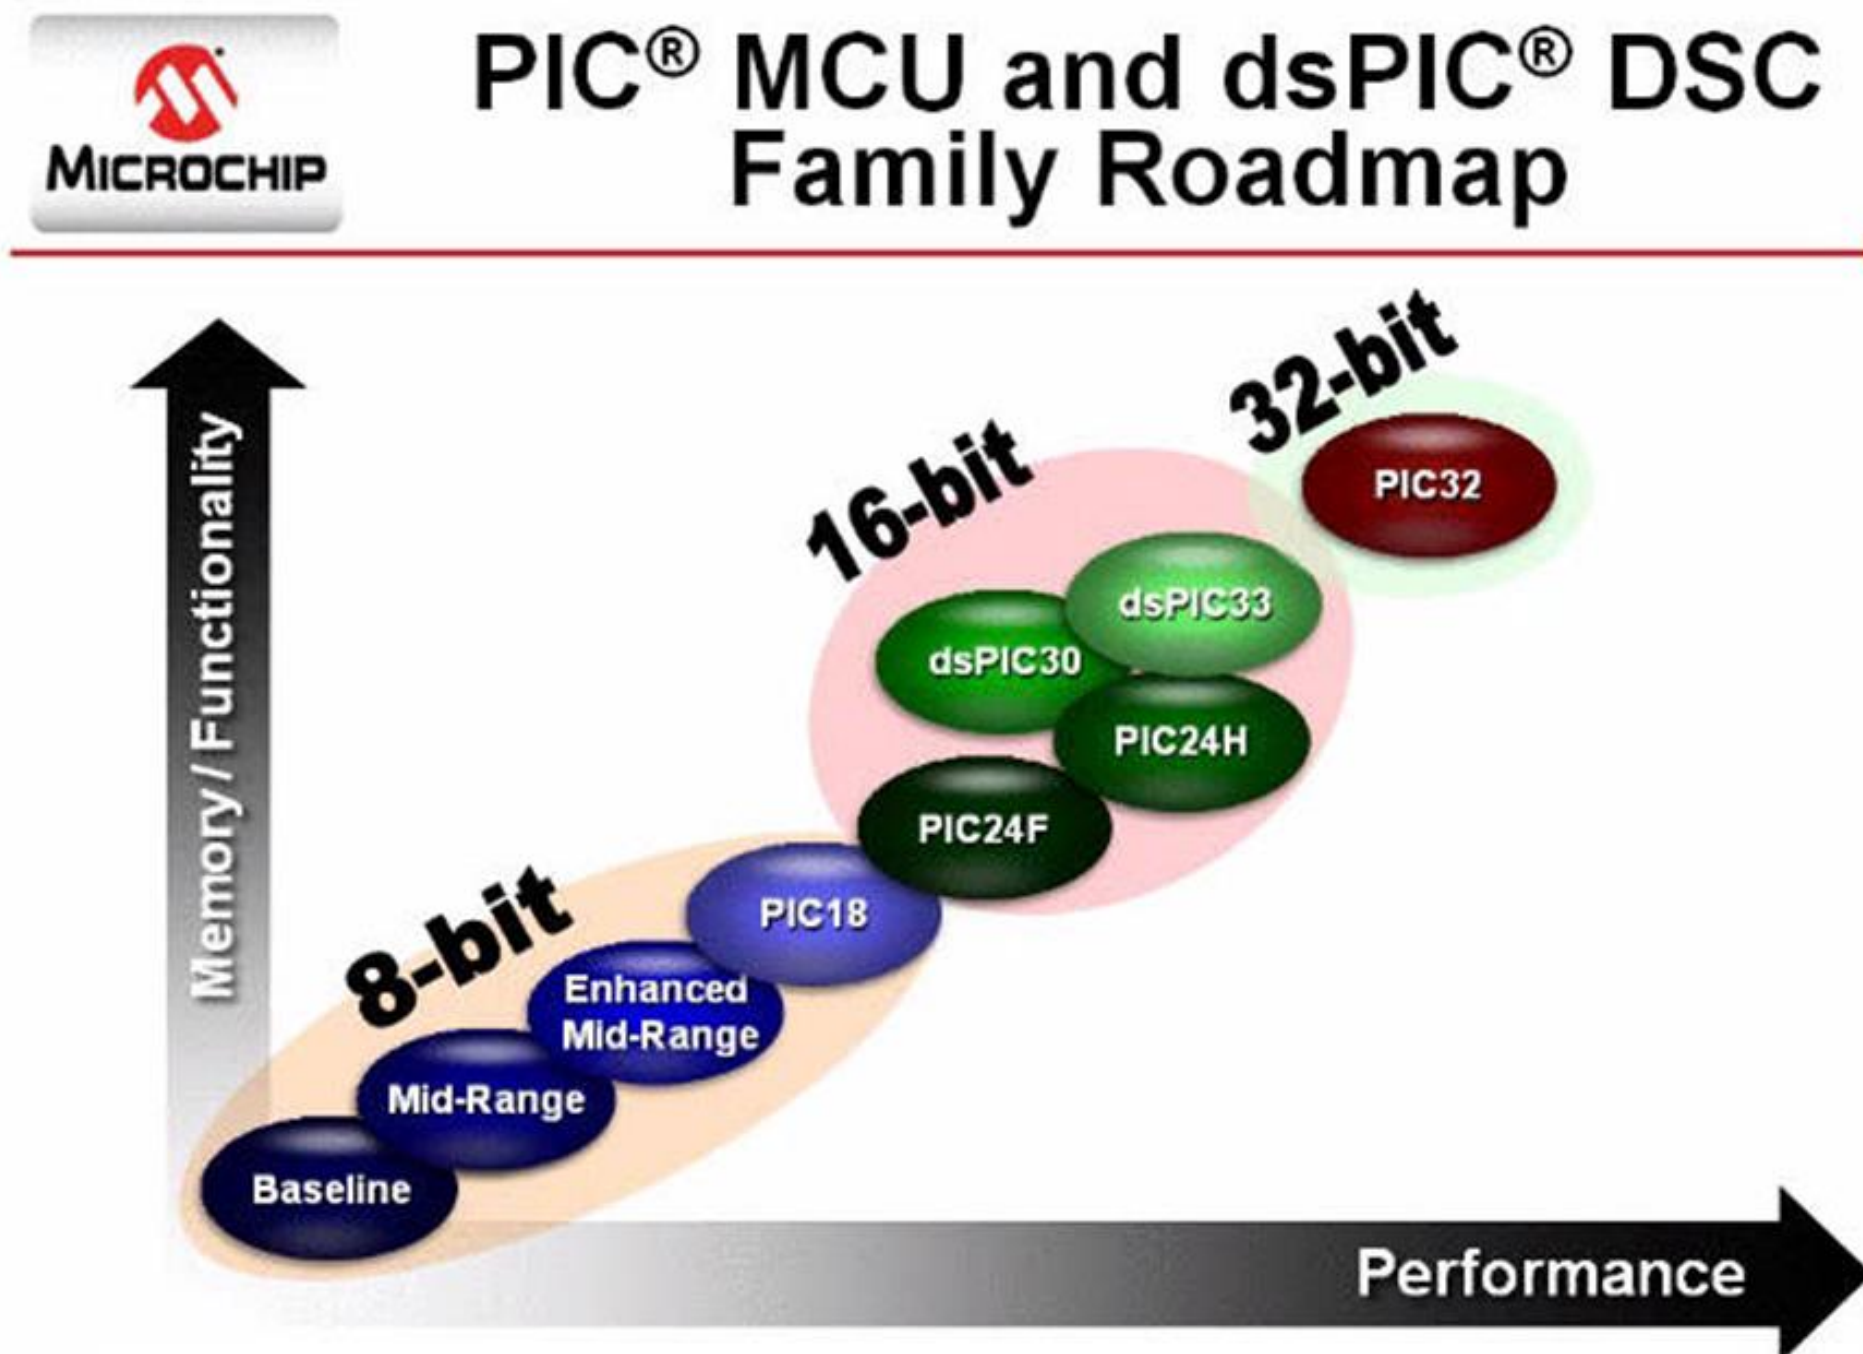 MICROCHIP
PIC® MCU and dsPIC® DSC
Family Roadmap
Memory / Functionality
32-bit
PIC32
16-bit
dsPIC33
dsPIC30
PIC24H
PIC24F
8-bit
PIC18
Enhanced
Mid-Range
Mid-Range
Baseline
Performance